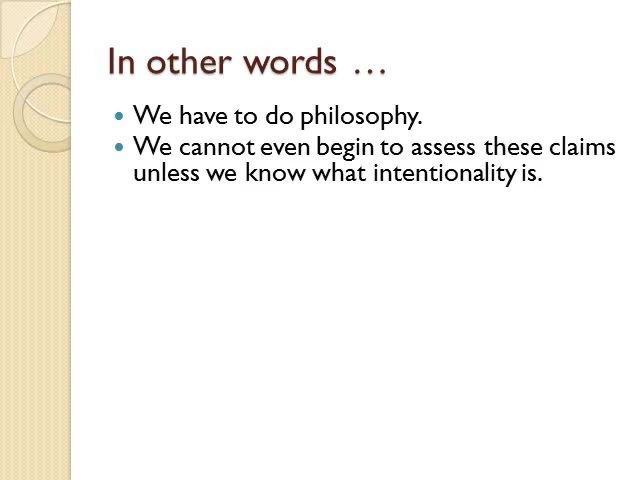 In other words …
• We have to do philosophy.
• We cannot even begin to assess these claims
unless we know what intentionality is.